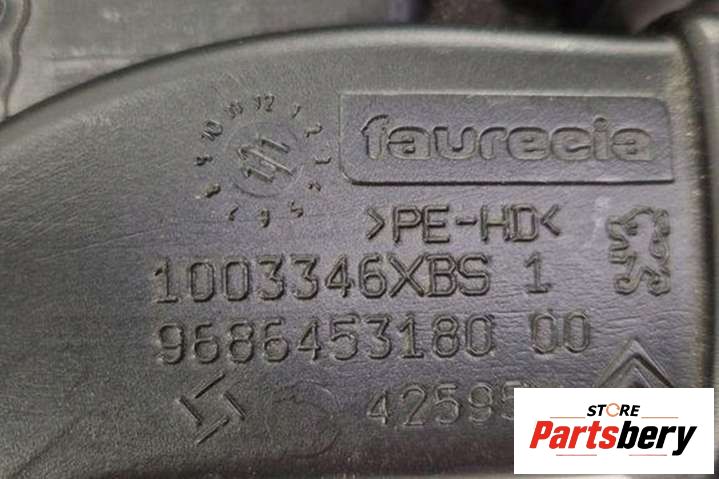 faurecia
>PE-HD<
1003346XBS 1
9686453180 00
STORE
Partsbery